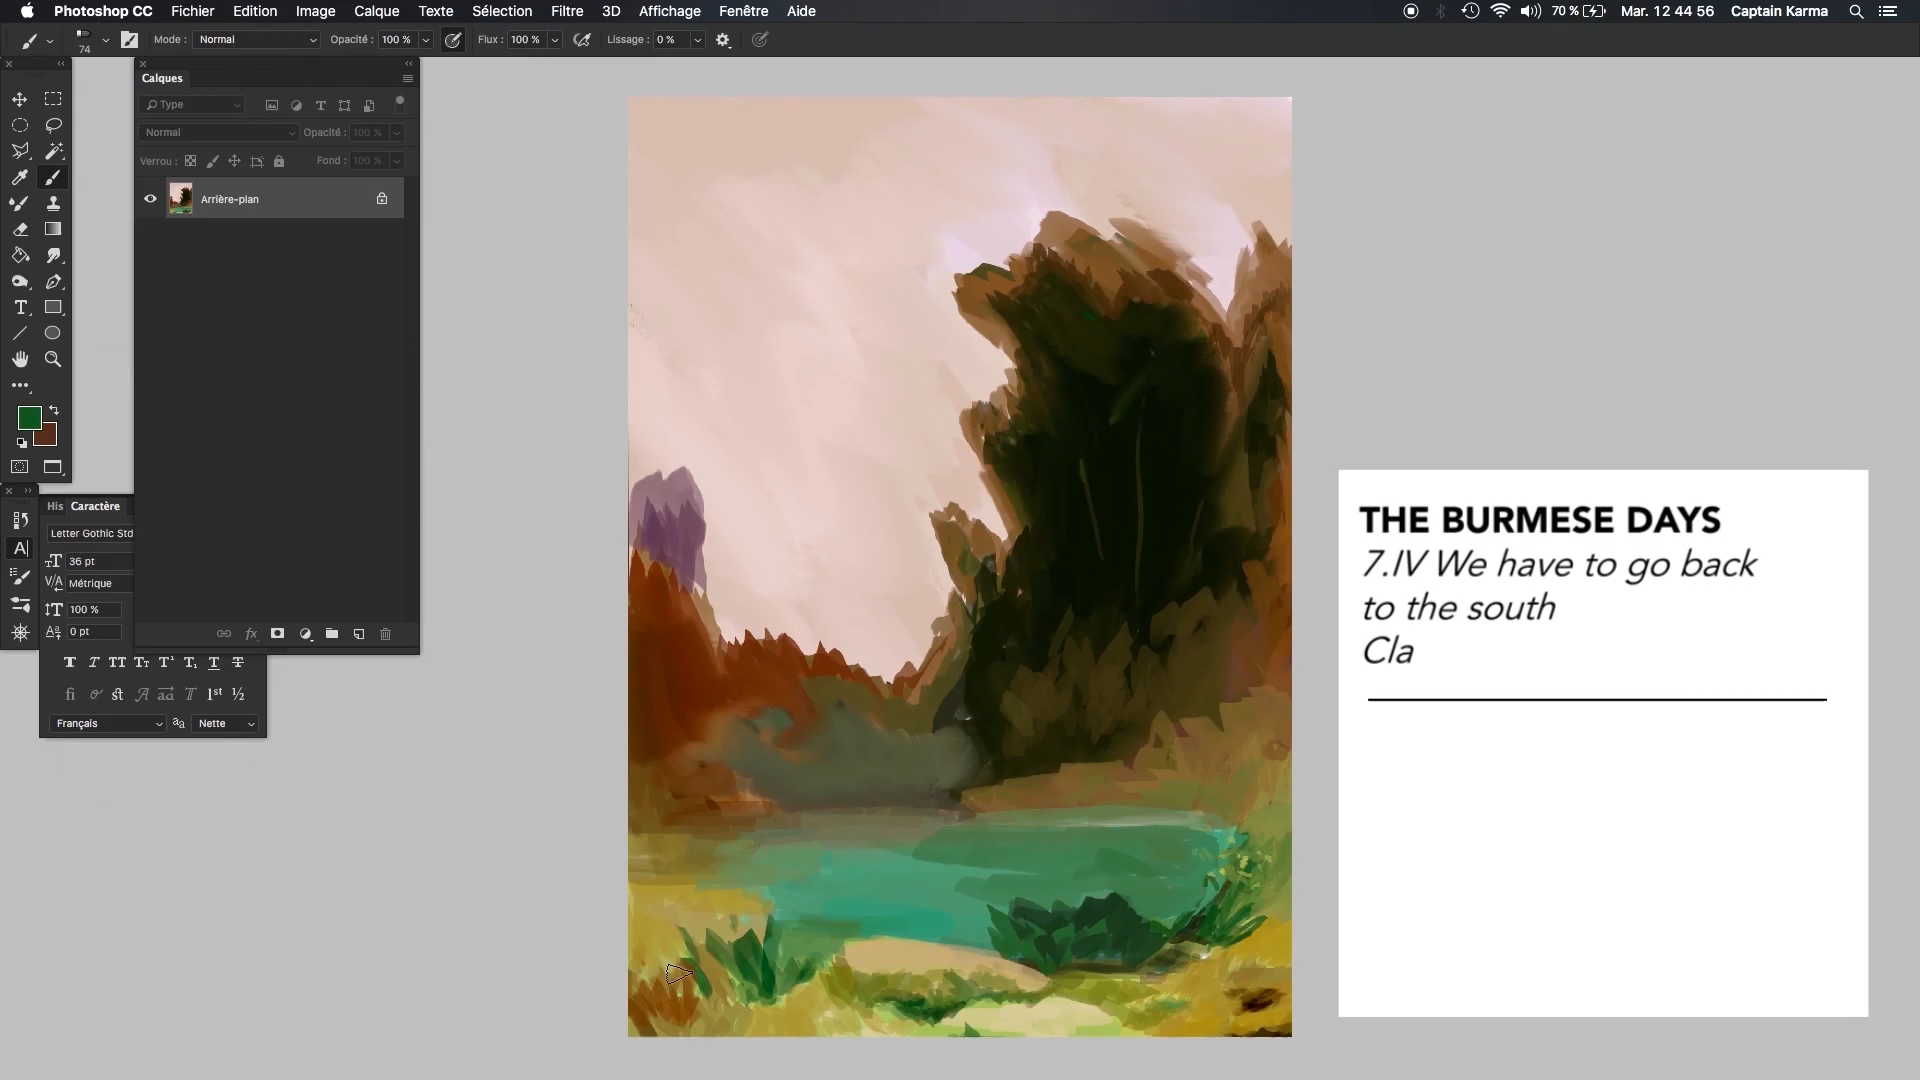 Photoshop CC Fichier Edition Image Calque Texte Sélection Filtre 3D Affichage Fenêtre Aide 70 % Mar. 12 44 56 Captain Karma
74 Mode : Normal Opacité : 100 % Flux : 100 % Lissage : 0 %
Calques
Type
Normal Opacité : 100 %
Verrou : Fond : 100 %
Arrière-plan
His Caractère
Letter Gothic Std
36 pt
Métrique
100 %
0 pt
Français aa Nette
THE BURMESE DAYS
7.IV We have to go back
to the south
Cla